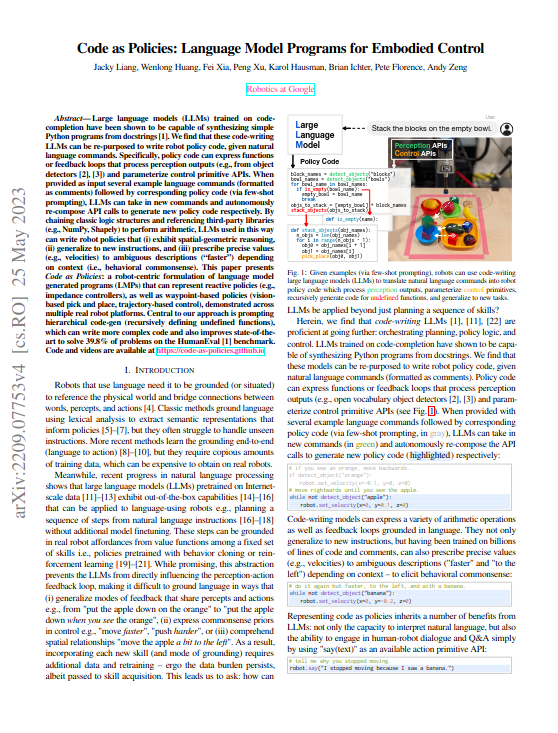 Code as Policies: Language Model Programs for Embodied Control
Jacky Liang, Wenlong Huang, Fei Xia, Peng Xu, Karol Hausman, Brian Ichter, Pete Florence, Andy Zeng
Robotics at Google
arXiv:2209.07753v4 [cs.RO] 25 May 2023
Abstract—Large language models (LLMs) trained on code-
completion have been shown to be capable of synthesizing simple
Python programs from docstrings [1]. We find that these code-writing
LLMs can be re-purposed to write robot policy code, given natural
language commands. Specifically, policy code can express functions
or feedback loops that process perception outputs (e.g., from object
detectors [2], [3]) and parameterize control primitive APIs. When
provided as input several example language commands (formatted
as comments) followed by corresponding policy code (via few-shot
prompting), LLMs can take in new commands and autonomously
re-compose API calls to generate new policy code respectively. By
chaining classic logic structures and referencing third-party libraries
(e.g., NumPy, Shapely) to perform arithmetic, LLMs used in this way
can write robot policies that (i) exhibit spatial-geometric reasoning,
(ii) generalize to new instructions, and (iii) prescribe precise values
(e.g., velocities) to ambiguous descriptions (“faster”) depending
on context (i.e., behavioral commonsense). This paper presents
Code as Policies: a robot-centric formulation of language model
generated programs (LMPs) that can represent reactive policies (e.g.,
impedance controllers), as well as waypoint-based policies (vision-
based pick and place, trajectory-based control), demonstrated across
multiple real robot platforms. Central to our approach is prompting
hierarchical code-gen (recursively defining undefined functions),
which can write more complex code and also improves state-of-the-
art to solve 39.8% of problems on the HumanEval [1] benchmark.
Code and videos are available at https://code-as-policies.github.io
I. INTRODUCTION
Robots that use language need it to be grounded (or situated)
to reference the physical world and bridge connections between
words, percepts, and actions [4]. Classic methods ground language
using lexical analysis to extract semantic representations that
inform policies [5]–[7], but they often struggle to handle unseen
instructions. More recent methods learn the grounding end-to-end
(language to action) [8]–[10], but they require copious amounts
of training data, which can be expensive to obtain on real robots.
Meanwhile, recent progress in natural language processing
shows that large language models (LLMs) pretrained on Internet-
scale data [11]–[13] exhibit out-of-the-box capabilities [14]–[16]
that can be applied to language-using robots e.g., planning a
sequence of steps from natural language instructions [16]–[18]
without additional model finetuning. These steps can be grounded
in real robot affordances from value functions among a fixed set
of skills i.e., policies pretrained with behavior cloning or rein-
forcement learning [19]–[21]. While promising, this abstraction
prevents the LLMs from directly influencing the perception-action
feedback loop, making it difficult to ground language in ways that
(i) generalize modes of feedback that share percepts and actions
e.g., from "put the apple down on the orange" to "put the apple
down when you see the orange", (ii) express commonsense priors
in control e.g., "move faster", "push harder", or (iii) comprehend
spatial relationships "move the apple a bit to the left". As a result,
incorporating each new skill (and mode of grounding) requires
additional data and retraining – ergo the data burden persists,
albeit passed to skill acquisition. This leads us to ask: how can
User
Large
Language
Model
Stack the blocks on the empty bowl.
Policy Code
Perception APIs
Control APIs
block_names = detect_objects("blocks")
bowl_names = detect_objects("bowls")
for bowl_name in bowl_names:
if is_empty(bowl_name):
empty_bowl = bowl_name
break
objs_to_stack = [empty_bowl] + block_names
stack_objects(objs_to_stack)
def is_empty(name):
def stack_objects(obj_names):
n_objs = len(obj_names)
for i in range(n_objs - 1):
obj0 = obj_names[i + 1]
obj1 = obj_names[i]
pick_place(obj0, obj1)
Fig. 1: Given examples (via few-shot prompting), robots can use code-writing
large language models (LLMs) to translate natural language commands into robot
policy code which process perception outputs, parameterize control primitives,
recursively generate code for undefined functions, and generalize to new tasks.
LLMs be applied beyond just planning a sequence of skills?
Herein, we find that code-writing LLMs [1], [11], [22] are
proficient at going further: orchestrating planning, policy logic, and
control. LLMs trained on code-completion have shown to be capa-
ble of synthesizing Python programs from docstrings. We find that
these models can be re-purposed to write robot policy code, given
natural language commands (formatted as comments). Policy code
can express functions or feedback loops that process perception
outputs (e.g., open vocabulary object detectors [2], [3]) and param-
eterize control primitive APIs (see Fig. 1). When provided with
several example language commands followed by corresponding
policy code (via few-shot prompting, in gray), LLMs can take in
new commands (in green) and autonomously re-compose the API
calls to generate new policy code (highlighted) respectively:
# if you see an orange, move backwards.
if detect_object("orange"):
robot.set_velocity(x=-0.1, y=0, z=0)
# move rightwards until you see the apple.
while not detect_object("apple"):
robot.set_velocity(x=0, y=0.1, z=0)
Code-writing models can express a variety of arithmetic operations
as well as feedback loops grounded in language. They not only
generalize to new instructions, but having been trained on billions
of lines of code and comments, can also prescribe precise values
(e.g., velocities) to ambiguous descriptions ("faster" and "to the
left") depending on context – to elicit behavioral commonsense:
# do it again but faster, to the left, and with a banana.
while not detect_object("banana"):
robot.set_velocity(x=0, y=-0.2, z=0)
Representing code as policies inherits a number of benefits from
LLMs: not only the capacity to interpret natural language, but also
the ability to engage in human-robot dialogue and Q&A simply
by using "say(text)" as an available action primitive API:
# tell me why you stopped moving.
robot.say("I stopped moving because I saw a banana.")